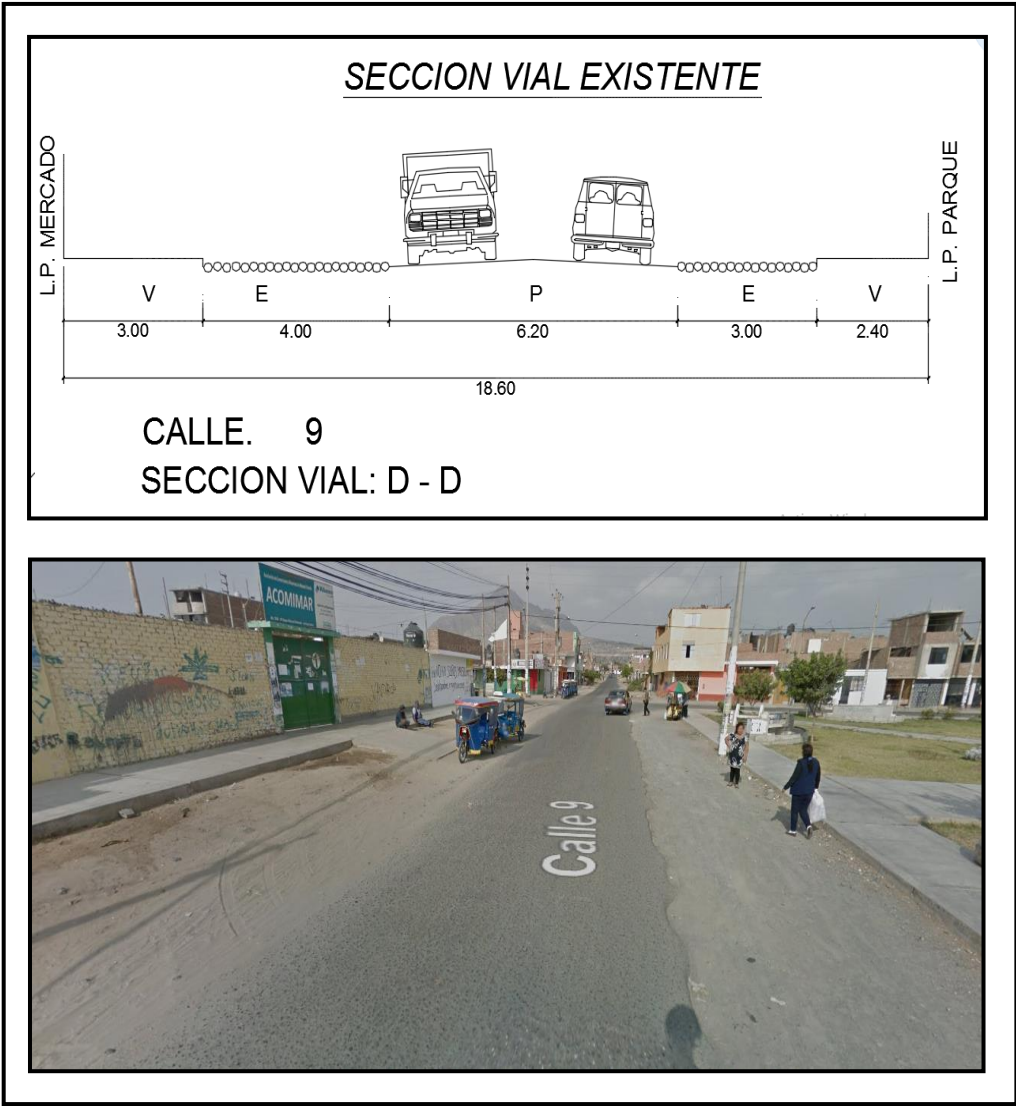 SECCION VIAL EXISTENTE
L.P. MERCADO
L.P. PARQUE
V E P E V
3.00 4.00 6.20 3.00 2.40
18.60
CALLE. 9
SECCION VIAL: D - D
ACOMIMAR
Calle 9